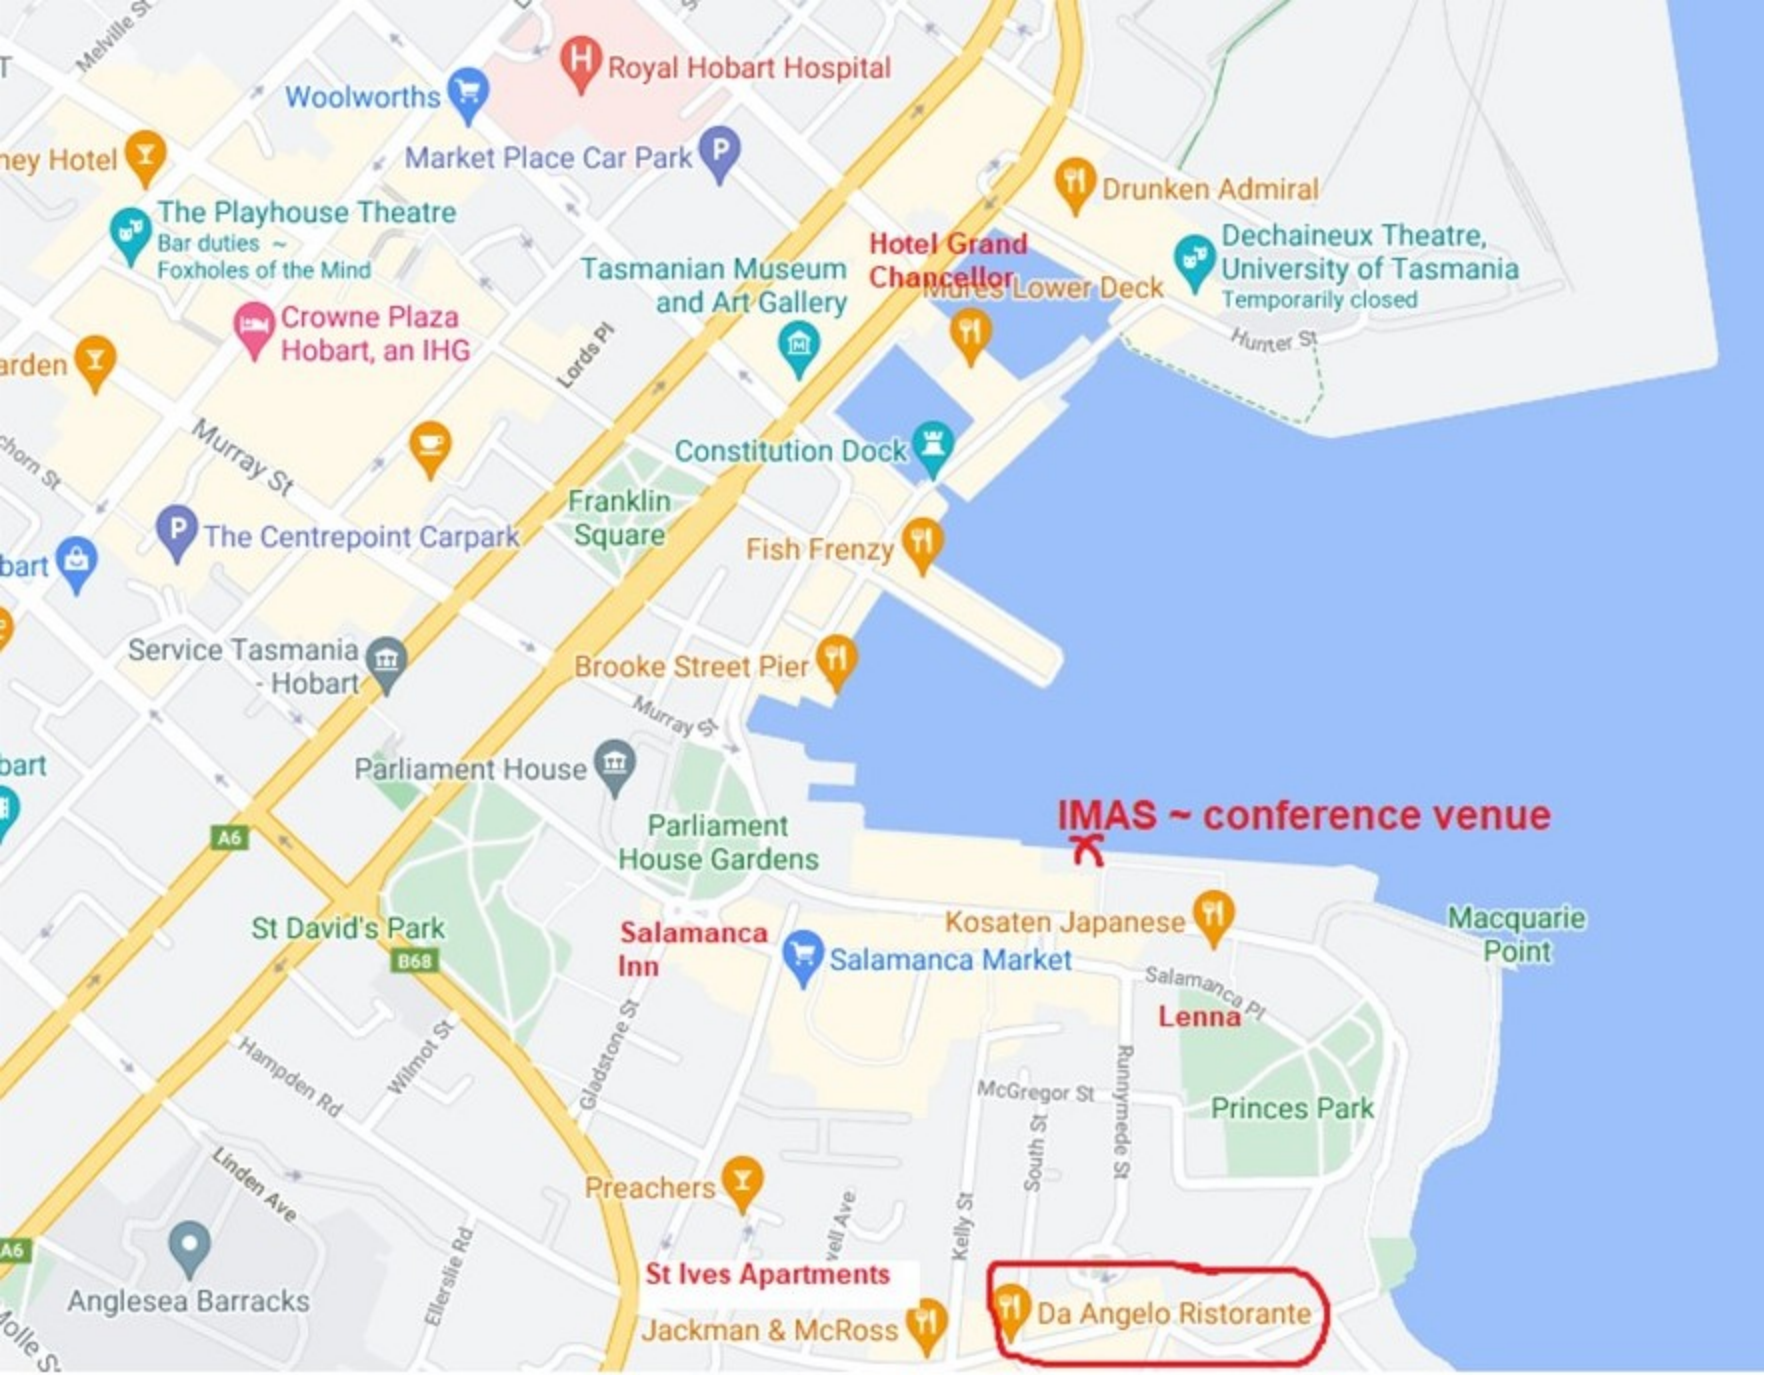 Melville St
Woolworths
Royal Hobart Hospital
Market Place Car Park
ney Hotel
The Playhouse Theatre
Bar duties ~
Foxholes of the Mind
Drunken Admiral
Hotel Grand
Chancellor
Mures Lower Deck
Dechaineux Theatre,
University of Tasmania
Temporarily closed
Tasmanian Museum
and Art Gallery
Hunter St
Crowne Plaza
Hobart, an IHG
Lords Pl
arden
Murray St
chorn St
Constitution Dock
Franklin
Square
The Centrepoint Carpark
Fish Frenzy
bart
Service Tasmania
- Hobart
Brooke Street Pier
Murray St
bart
Parliament House
Parliament
House Gardens
IMAS ~ conference venue
A6
St David's Park
B68
Salamanca
Inn
Salamanca Market
Kosaten Japanese
Macquarie
Point
Salamanca Pl
Lenna
Hampden Rd
Wilmot St
Gladstone St
McGregor St
South St
Runnymede St
Princes Park
Linden Ave
Preachers
Kelly St
vell Ave
Ellerslie Rd
A6
Anglesea Barracks
St Ives Apartments
Jackman & McRoss
Da Angelo Ristorante
Molle St